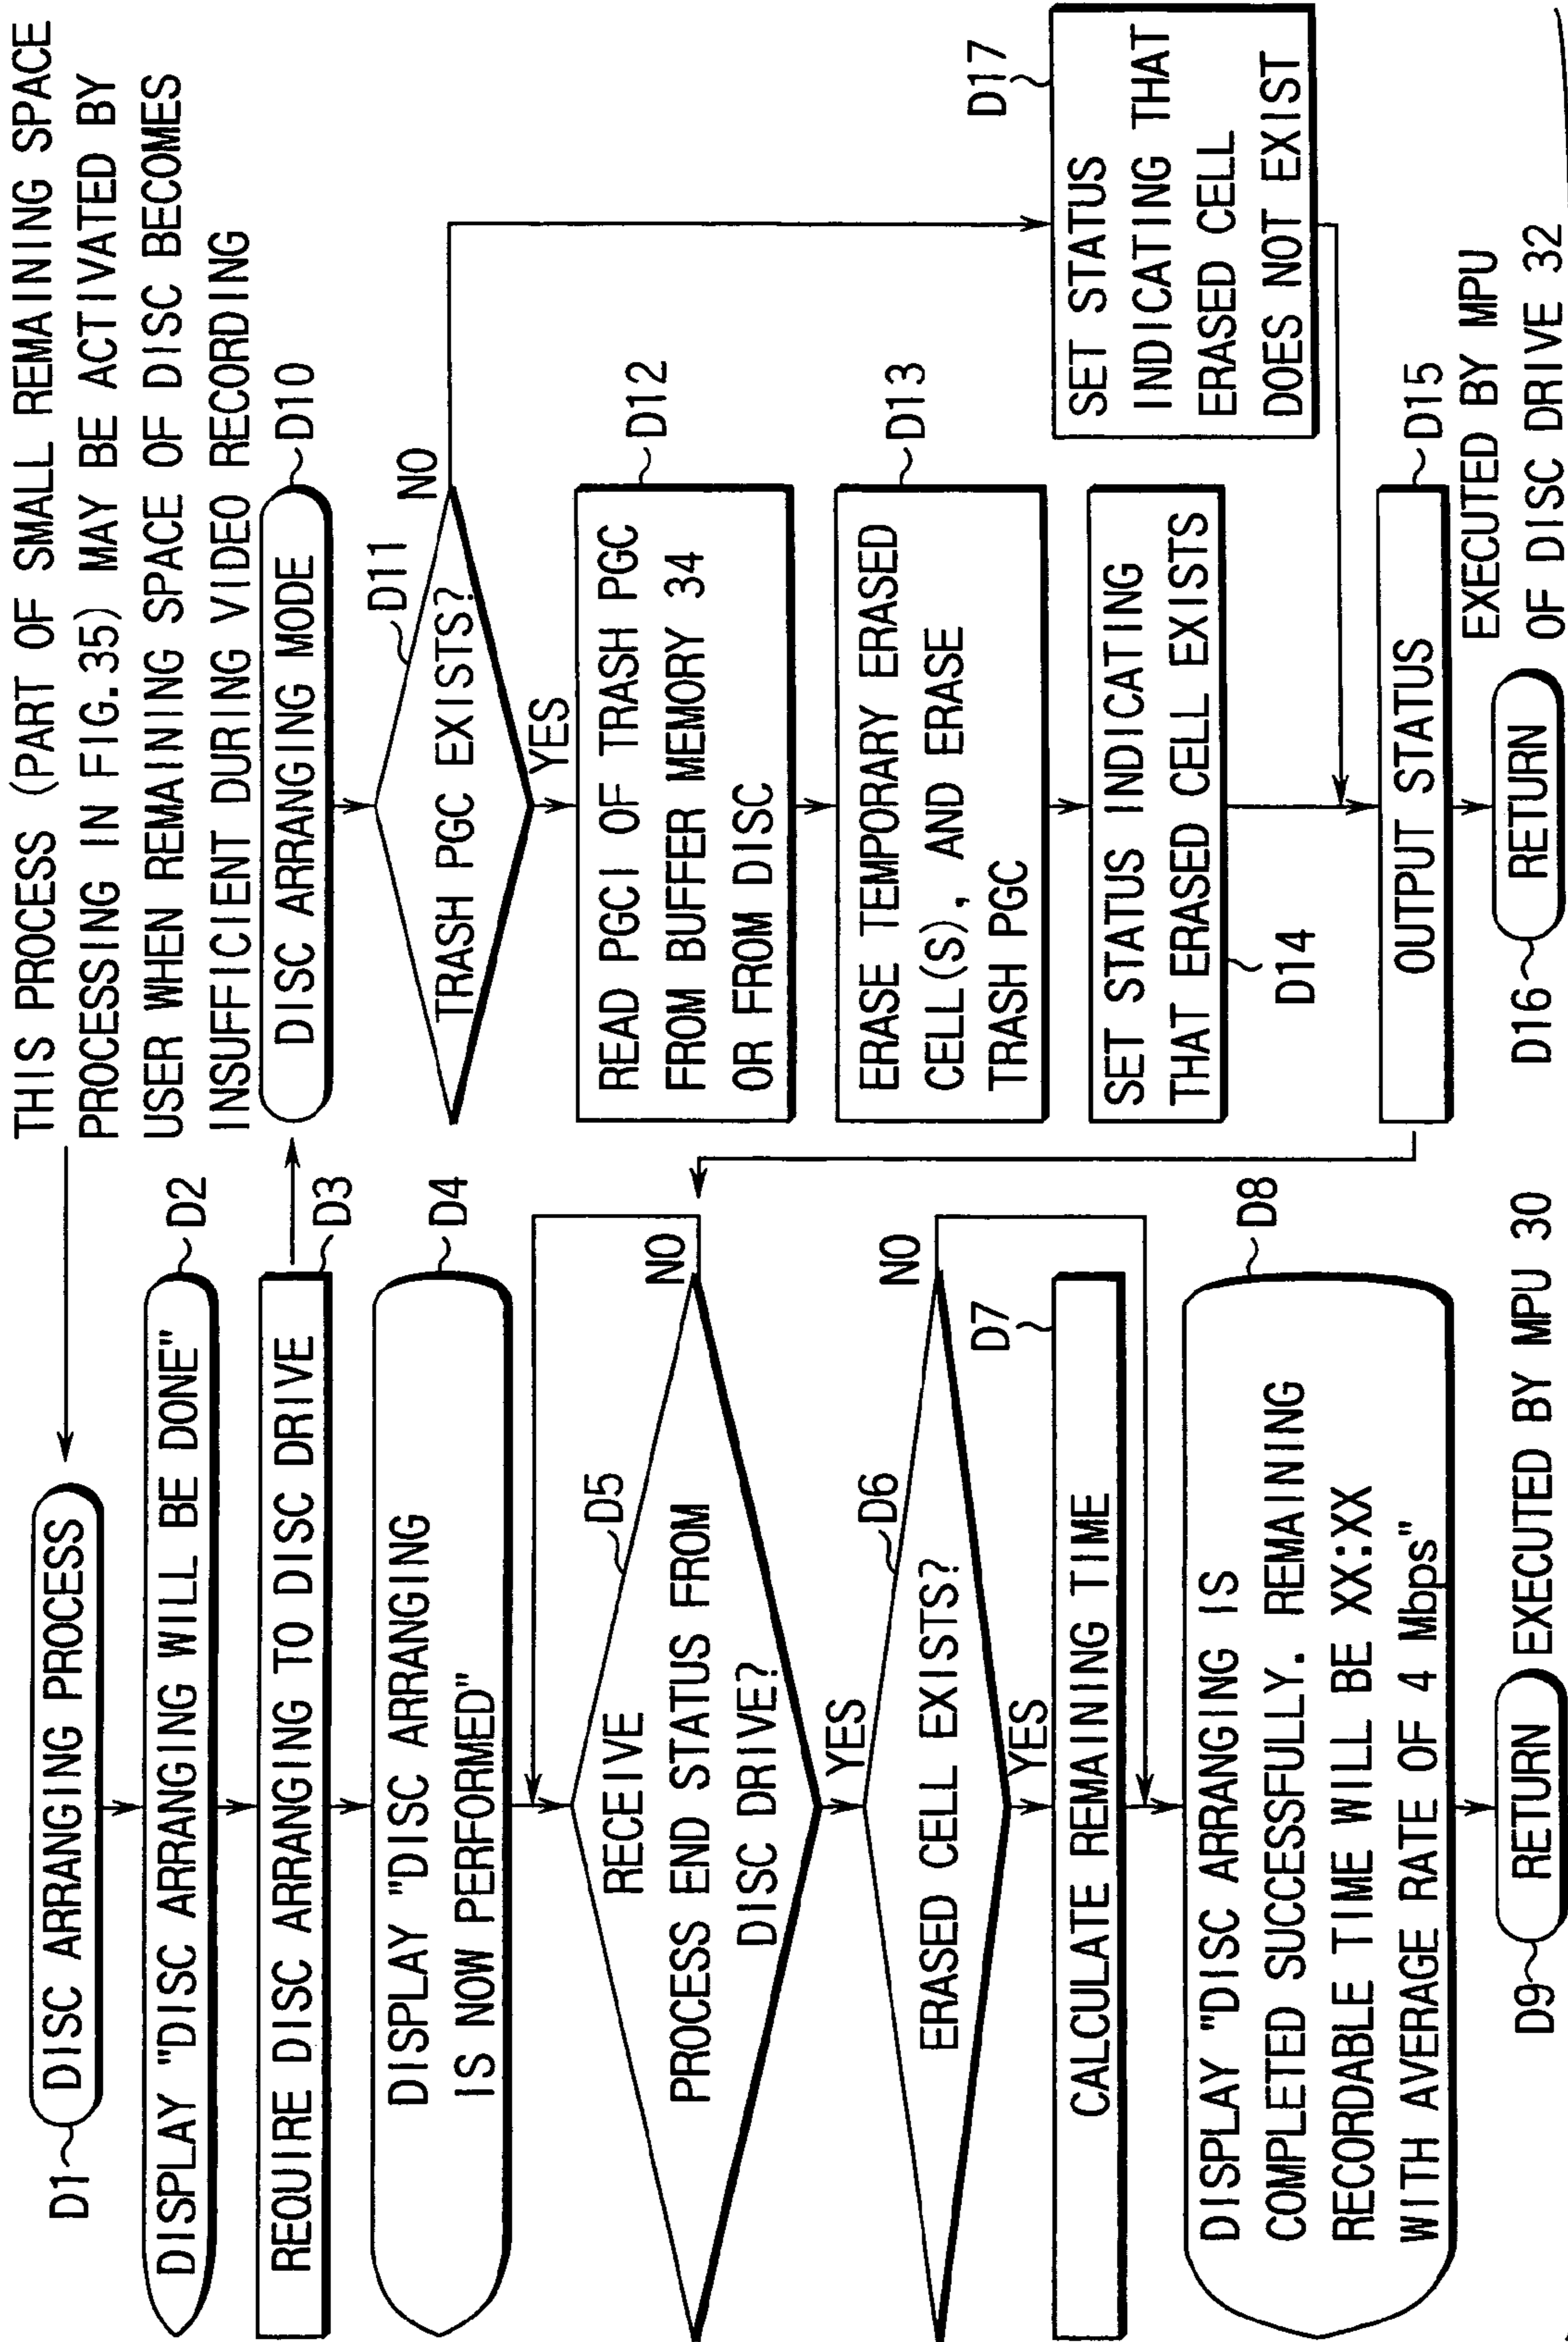 THIS PROCESS (PART OF SMALL REMAINING SPACE
PROCESSING IN FIG.35) MAY BE ACTIVATED BY
USER WHEN REMAINING SPACE OF DISC BECOMES
INSUFFICIENT DURING VIDEO RECORDING
D1
DISC ARRANGING PROCESS
DISPLAY "DISC ARRANGING WILL BE DONE"
D2
REQUIRE DISC ARRANGING TO DISC DRIVE
D3
DISPLAY "DISC ARRANGING
IS NOW PERFORMED"
D4
RECEIVE
PROCESS END STATUS FROM
DISC DRIVE?
D5
NO
YES
ERASED CELL EXISTS?
D6
NO
YES
CALCULATE REMAINING TIME
D7
DISPLAY "DISC ARRANGING IS
COMPLETED SUCCESSFULLY. REMAINING
RECORDABLE TIME WILL BE XX:XX
WITH AVERAGE RATE OF 4 Mbps"
D8
D9
RETURN
EXECUTED BY MPU 30
DISC ARRANGING MODE
D10
TRASH PGC EXISTS?
D11
NO
YES
READ PGCI OF TRASH PGC
FROM BUFFER MEMORY 34
OR FROM DISC
D12
ERASE TEMPORARY ERASED
CELL(S), AND ERASE
TRASH PGC
D13
SET STATUS INDICATING
THAT ERASED CELL EXISTS
D14
SET STATUS
INDICATING THAT
ERASED CELL
DOES NOT EXIST
D17
OUTPUT STATUS
D15
D16
RETURN
EXECUTED BY MPU
OF DISC DRIVE 32